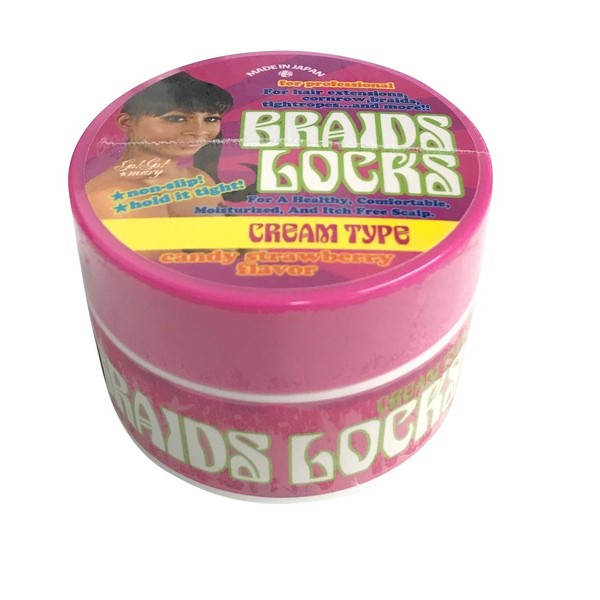 MADE IN JAPAN
for professional
For hair extensions,
cornrow, braids,
tightropes...and more!!
BRAIDS
LOCKS
Go! Go!
★mary
★non-slip!
★hold it tight!
For A Healthy, Comfortable,
Moisturized, And Itch Free Scalp.
CREAM TYPE
candy strawberry
flavor
CREAM
BRAIDS LOCKS